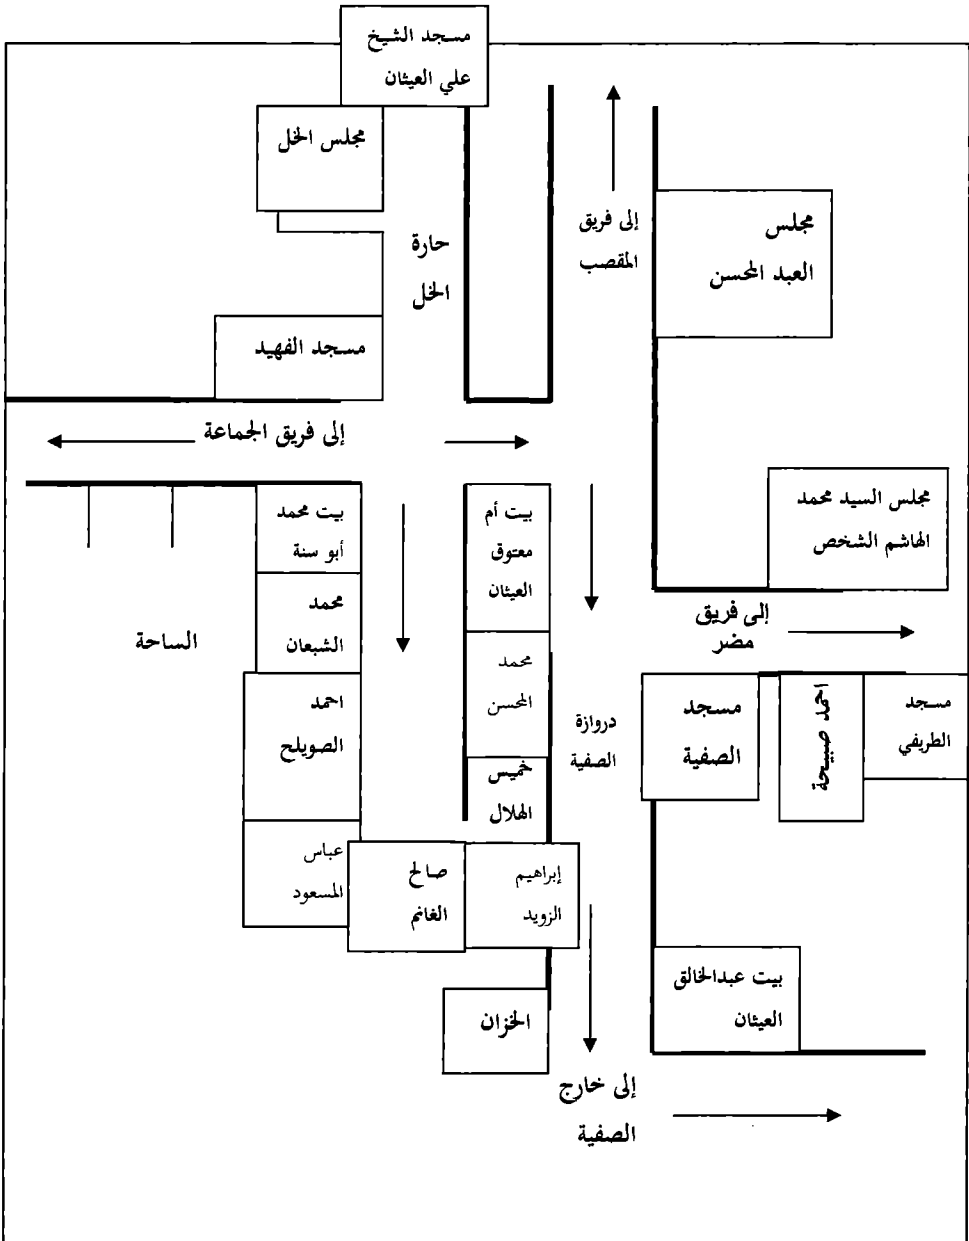 مسجد الشيخ
علي العيثان
مجلس الخل
حارة
الخل
إلى فريق
المقصب
مجلس
العبد المحسن
مسجد الفهيد
إلى فريق الجماعة
مجلس السيد محمد
الهاشم الشخص
بيت محمد
أبو سنة
بيت أم
معتوق
العيثان
محمد
الشبعان
الساحة
إلى فريق
مضر
محمد
المحسن
احمد
الصويلح
دروازة
الصفية
مسجد
الصفية
احمد صبيحة
مسجد
الطريفي
خميس
الهلال
عباس
المسعود
صالح
الغانم
إبراهيم
الزويد
بيت عبدالخالق
العيثان
الخزان
إلى خارج
الصفية